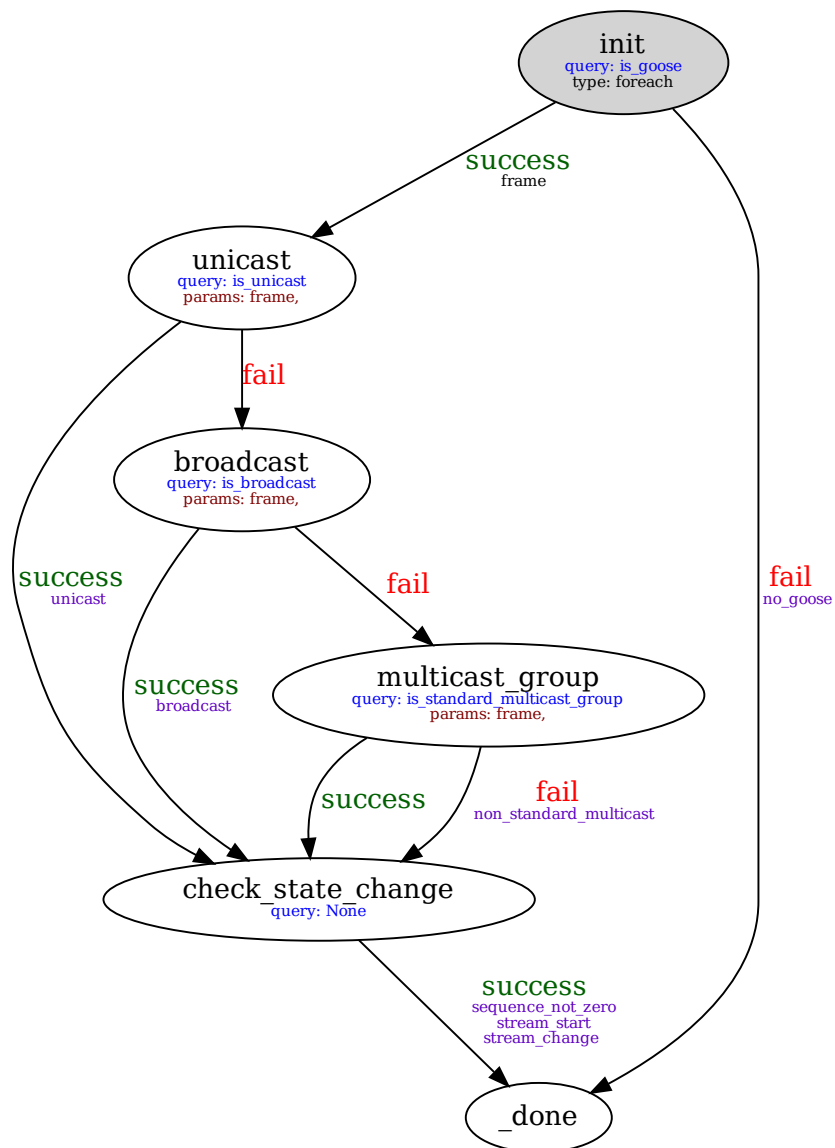 init
query: is_goose
type: foreach
success
frame
unicast
query: is_unicast
params: frame,
fail
broadcast
query: is_broadcast
params: frame,
success
unicast
fail
fail
no_goose
success
broadcast
multicast_group
query: is_standard_multicast_group
params: frame,
success
fail
non_standard_multicast
check_state_change
query: None
success
sequence_not_zero
stream_start
stream_change
_done